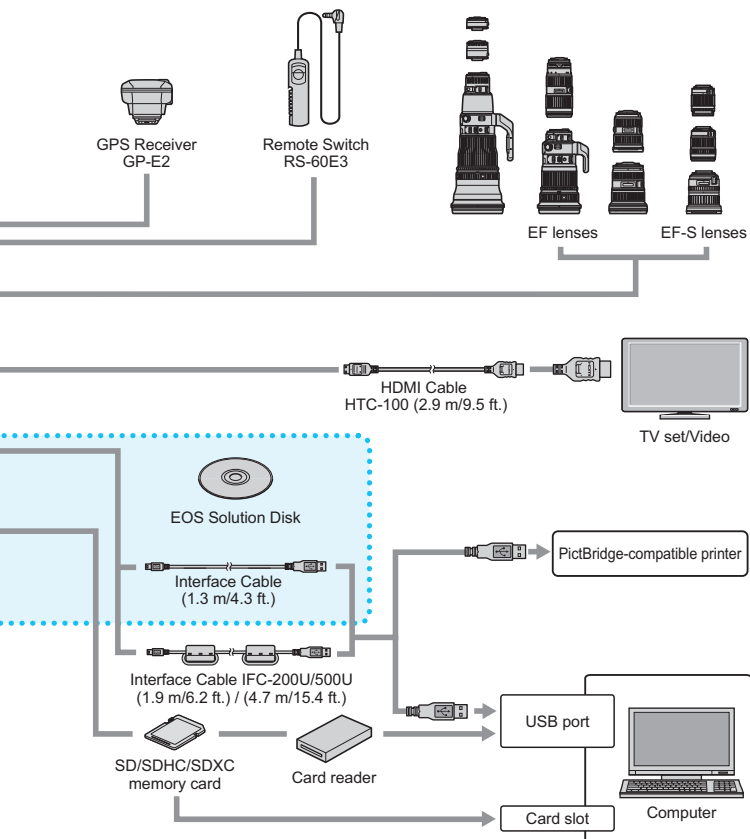 GPS Receiver
GP-E2
Remote Switch
RS-60E3
EF lenses
EF-S lenses
HDMI Cable
HTC-100 (2.9 m/9.5 ft.)
TV set/Video
EOS Solution Disk
Interface Cable
(1.3 m/4.3 ft.)
PictBridge-compatible printer
Interface Cable IFC-200U/500U
(1.9 m/6.2 ft.) / (4.7 m/15.4 ft.)
USB port
SD/SDHC/SDXC
memory card
Card reader
Computer
Card slot